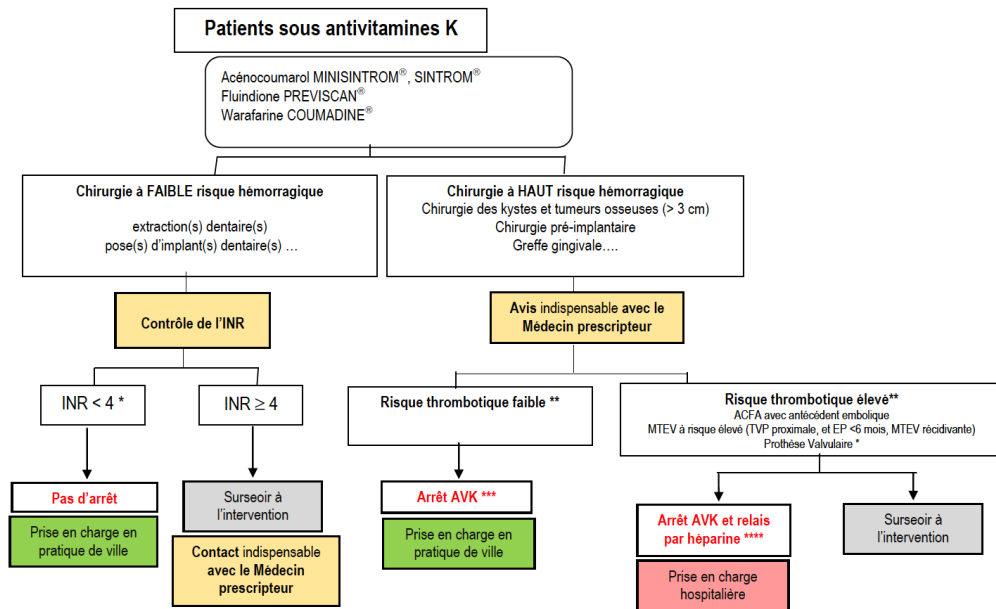 Patients sous antivitamines K
Acénocoumarol MINISINTROM®, SINTROM®
Fluindione PREVISCAN®
Warafarine COUMADINE®
Chirurgie à FAIBLE risque hémorragique
extraction(s) dentaire(s)
pose(s) d'implant(s) dentaire(s) …
Chirurgie à HAUT risque hémorragique
Chirurgie des kystes et tumeurs osseuses (> 3 cm)
Chirurgie pré-implantaire
Greffe gingivale….
Contrôle de l'INR
Avis indispensable avec le
Médecin prescripteur
INR < 4 *
INR ≥ 4
Risque thrombotique faible **
Risque thrombotique élevé**
ACFA avec antécédent embolique
MTEV à risque élevé (TVP proximale, et EP <6 mois, MTEV récidivante)
Prothèse Valvulaire *
Pas d'arrêt
Prise en charge en
pratique de ville
Surseoir à
l'intervention
Contact indispensable
avec le Médecin
prescripteur
Arrêt AVK ***
Prise en charge en
pratique de ville
Arrêt AVK et relais
par héparine ****
Prise en charge
hospitalière
Surseoir à
l'intervention